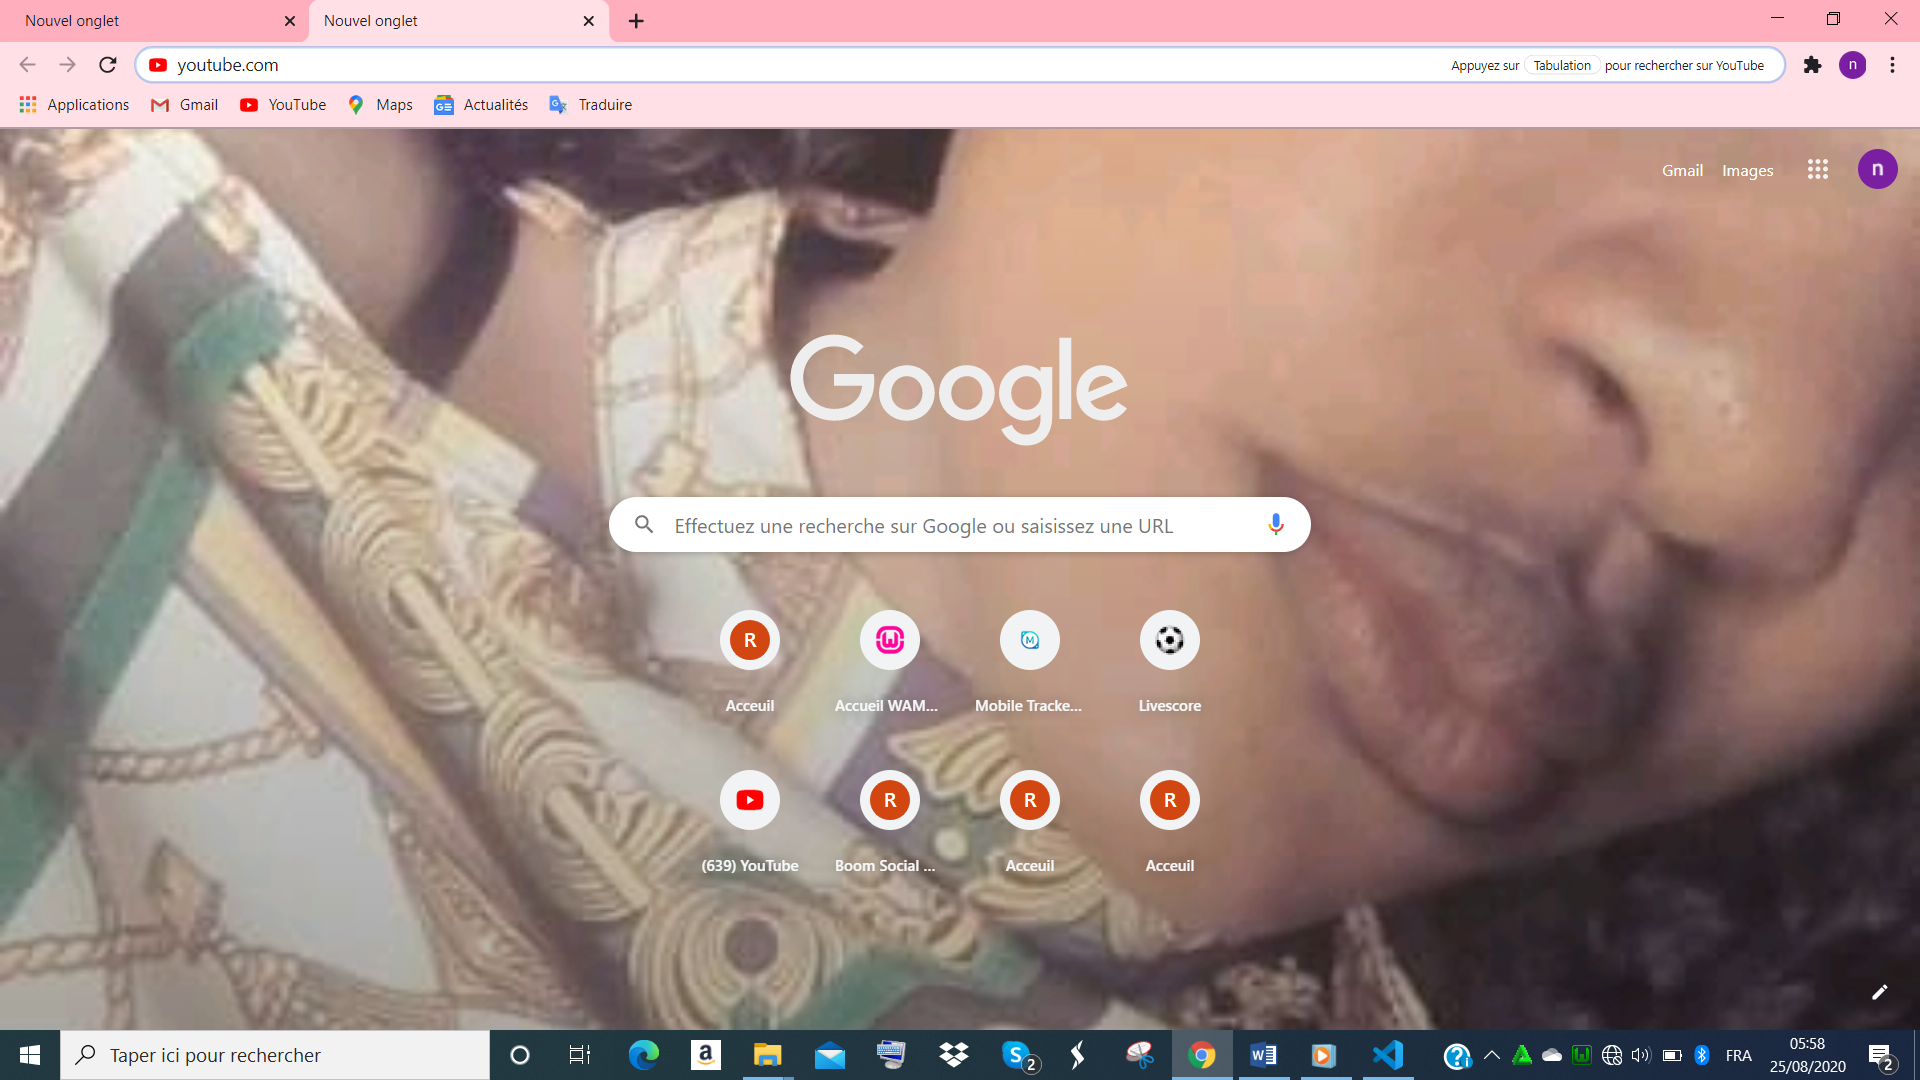 Nouvel onglet
Nouvel onglet
youtube.com
Appuyez sur Tabulation pour rechercher sur YouTube
n
Applications
Gmail
YouTube
Maps
Actualités
Traduire
Gmail Images
n
Google
Effectuez une recherche sur Google ou saisissez une URL
R
Acceuil
Accueil WAM...
M
Mobile Tracke...
Livescore
(639) YouTube
R
Boom Social ...
R
Acceuil
R
Acceuil
Taper ici pour rechercher
2
FRA
05:58
25/08/2020
2